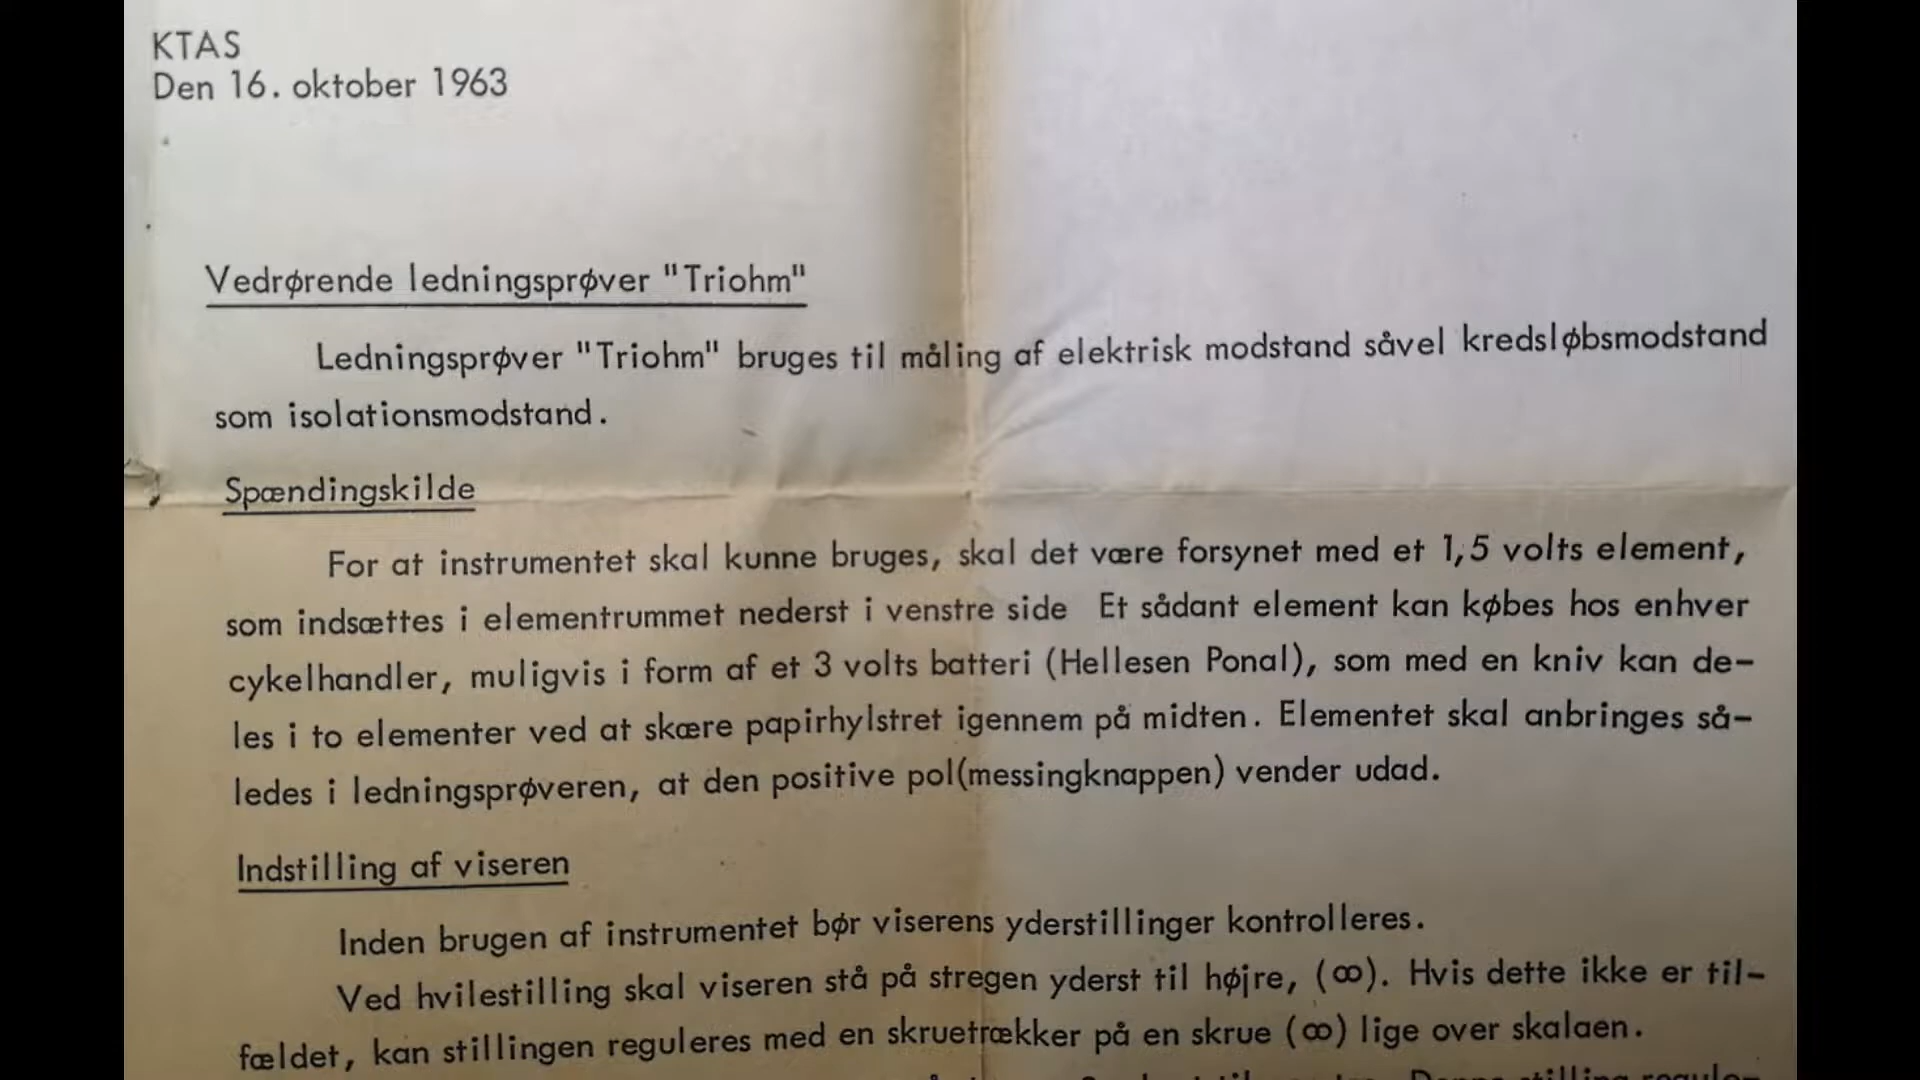 KTAS
Den 16. oktober 1963
Vedrørende ledningsprøver "Triohm"
Ledningsprøver "Triohm" bruges til måling af elektrisk modstand såvel kredsløbsmodstand
som isolationsmodstand.
Spændingskilde
For at instrumentet skal kunne bruges, skal det være forsynet med et 1,5 volts element,
som indsættes i elementrummet nederst i venstre side Et sådant element kan købes hos enhver
cykelhandler, muligvis i form af et 3 volts batteri (Hellesen Ponal), som med en kniv kan de-
les i to elementer ved at skære papirhylstret igennem på midten. Elementet skal anbringes så-
ledes i ledningsprøveren, at den positive pol(messingknappen) vender udad.
Indstilling af viseren
Inden brugen af instrumentet bør viserens yderstillinger kontrolleres.
Ved hvilestilling skal viseren stå på stregen yderst til højre, (∞). Hvis dette ikke er til-
fældet, kan stillingen reguleres med en skruetrækker på en skrue (∞) lige over skalaen.